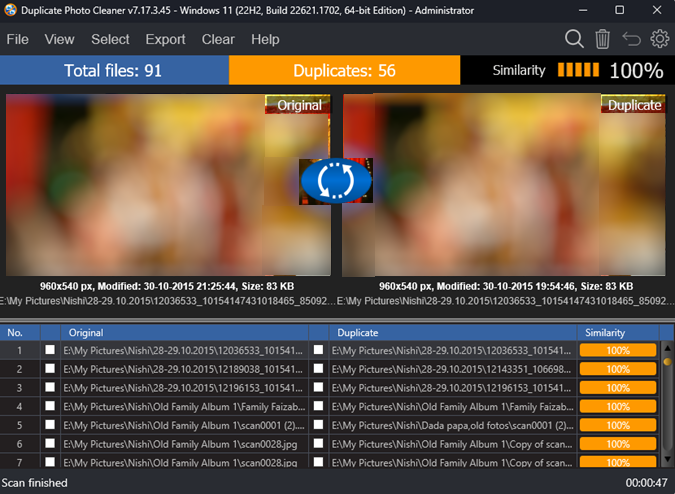 Duplicate Photo Cleaner v7.17.3.45 - Windows 11 (22H2, Build 22621.1702, 64-bit Edition) - Administrator
File View Select Export Clear Help
Total files: 91 Duplicates: 56 Similarity 100%
Original Duplicate
960x540 px, Modified: 30-10-2015 21:25:44, Size: 83 KB 960x540 px, Modified: 30-10-2015 19:54:46, Size: 83 KB
E:\My Pictures\Nishi\28-29.10.2015\12036533_10154147431018465_85092... E:\My Pictures\Nishi\28-29.10.2015\12036533_10154147431018465_85092...
No. Original Duplicate Similarity
1 E:\My Pictures\Nishi\28-29.10.2015\12036533_101541... E:\My Pictures\Nishi\28-29.10.2015\12036533_101541... 100%
2 E:\My Pictures\Nishi\28-29.10.2015\12189038_101541... E:\My Pictures\Nishi\28-29.10.2015\12143351_106698... 100%
3 E:\My Pictures\Nishi\28-29.10.2015\12196153_101541... E:\My Pictures\Nishi\28-29.10.2015\12196153_101541... 100%
4 E:\My Pictures\Nishi\Old Family Album 1\Family Faizab... E:\My Pictures\Nishi\Old Family Album 1\Family Faizab... 100%
5 E:\My Pictures\Nishi\Old Family Album 1\scan0001 (2).... E:\My Pictures\Nishi\Dada papa,old fotos\scan0001 (2)... 100%
6 E:\My Pictures\Nishi\Old Family Album 1\scan0028.jpg E:\My Pictures\Nishi\Old Family Album 1\Copy of scan... 100%
7 E:\My Pictures\Nishi\Old Family Album 1\scan0028.jpg E:\My Pictures\Nishi\Old Family Album 1\Copy of scan... 100%
Scan finished 00:00:47